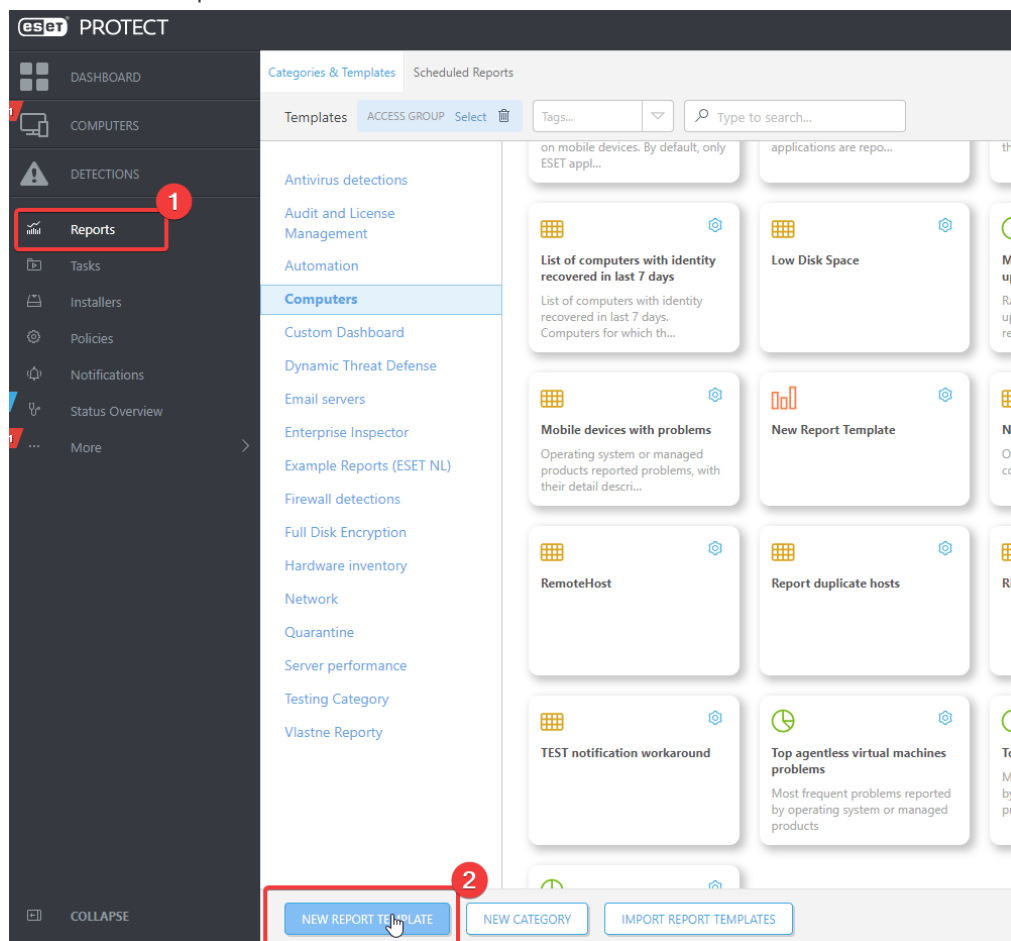 eset PROTECT
DASHBOARD
1
COMPUTERS
DETECTIONS
1
Reports
Tasks
Installers
Policies
Notifications
Status Overview
1
More
COLLAPSE
Categories & Templates Scheduled Reports
Templates ACCESS GROUP Select Tags... Type to search...
Antivirus detections
Audit and License
Management
Automation
Computers
Custom Dashboard
Dynamic Threat Defense
Email servers
Enterprise Inspector
Example Reports (ESET NL)
Firewall detections
Full Disk Encryption
Hardware inventory
Network
Quarantine
Server performance
Testing Category
Vlastne Reporty
on mobile devices. By default, only
ESET appl...
applications are repo...
List of computers with identity
recovered in last 7 days
List of computers with identity
recovered in last 7 days.
Computers for which th...
Low Disk Space
Mobile devices with problems
Operating system or managed
products reported problems, with
their detail descri...
New Report Template
RemoteHost
Report duplicate hosts
TEST notification workaround
Top agentless virtual machines
problems
Most frequent problems reported
by operating system or managed
products
2
NEW REPORT TEMPLATE NEW CATEGORY IMPORT REPORT TEMPLATES